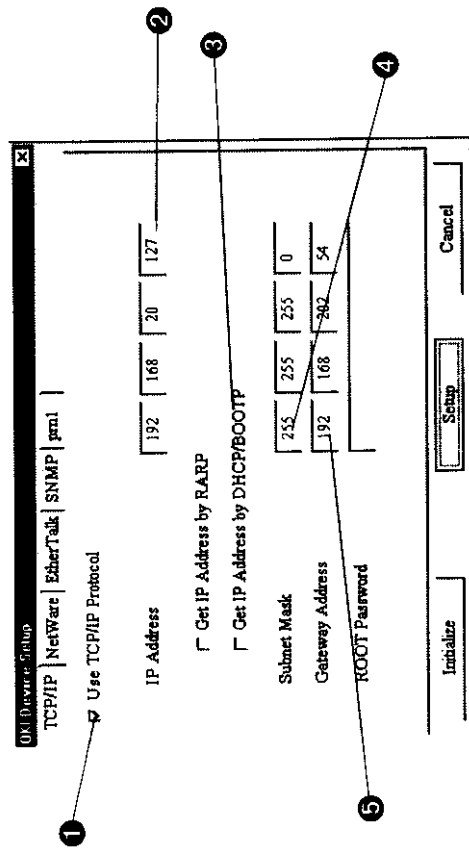 OKI Device Setup
TCP/IP NetWare EtherTalk SNMP prn1
Use TCP/IP Protocol
IP Address 192 168 20 127
Get IP Address by RARP
Get IP Address by DHCP/BOOTP
Subnet Mask 255 255 255 0
Gateway Address 192 168 202 54
ROOT Password
Initialize Setup Cancel
1
2
3
4
5